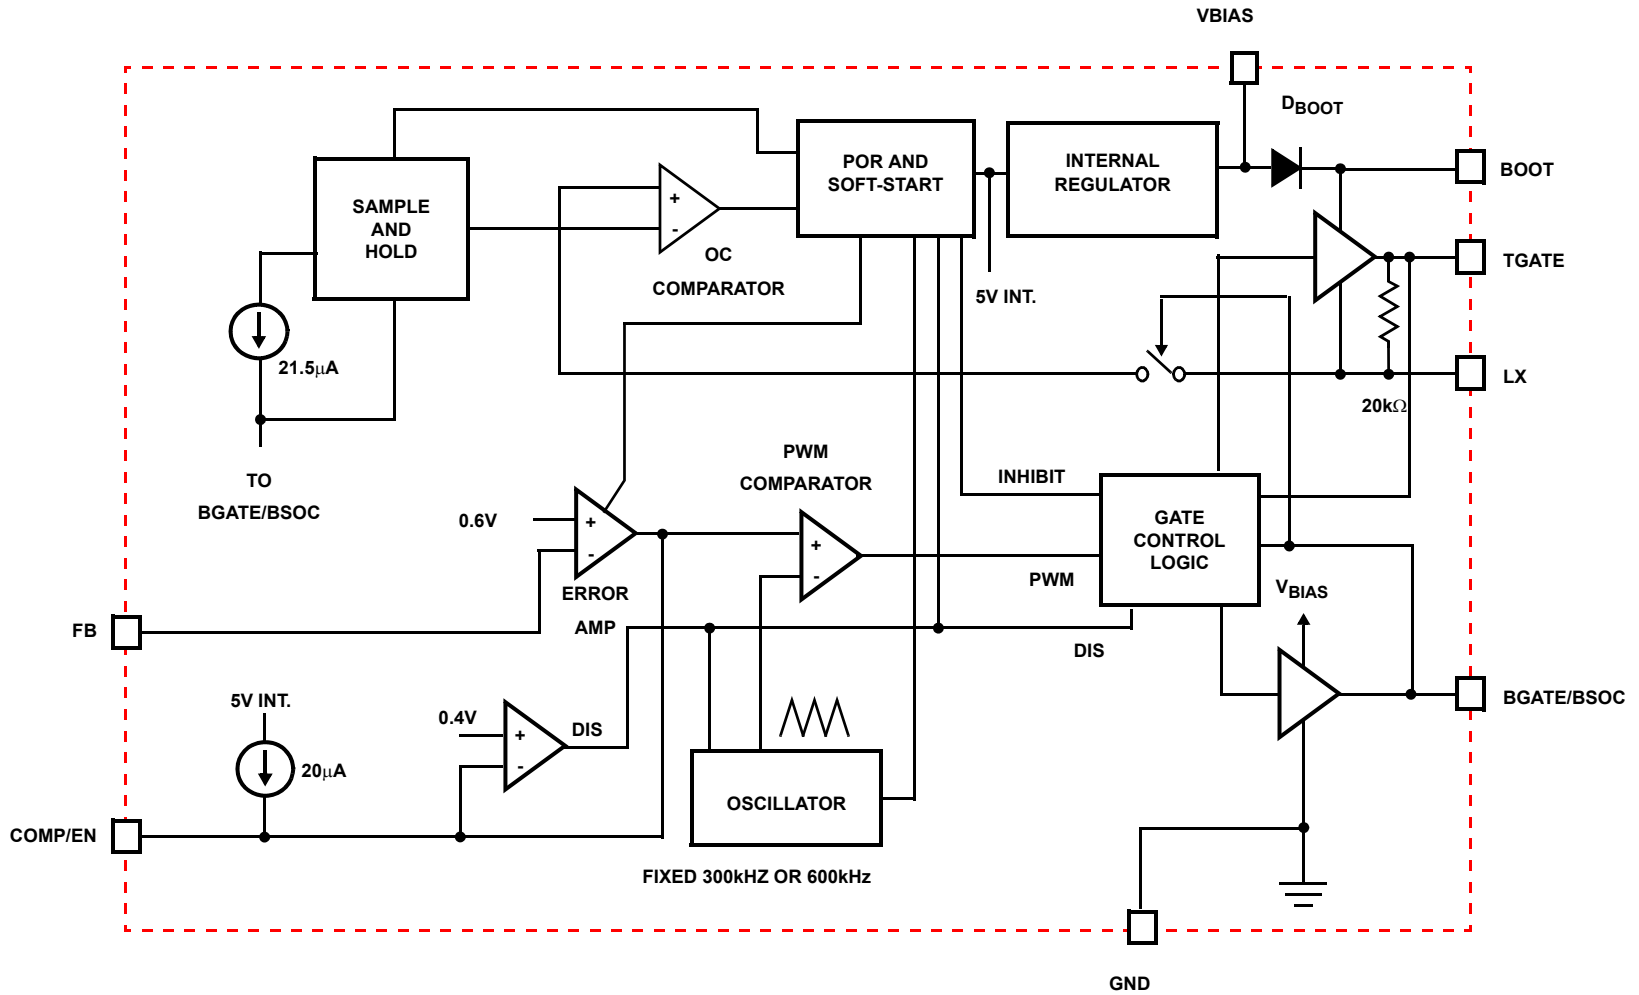 VBIAS
D_BOOT
POR AND
SOFT-START
INTERNAL
REGULATOR
BOOT
SAMPLE
AND
HOLD
+
-
OC
COMPARATOR
TGATE
5V INT.
21.5μA
LX
20kΩ
TO
BGATE/BSOC
PWM
COMPARATOR
INHIBIT
0.6V
+
-
+
-
GATE
CONTROL
LOGIC
PWM
ERROR
AMP
V_BIAS
FB
DIS
5V INT.
0.4V
+
-
DIS
BGATE/BSOC
20μA
OSCILLATOR
COMP/EN
FIXED 300kHZ OR 600kHz
GND